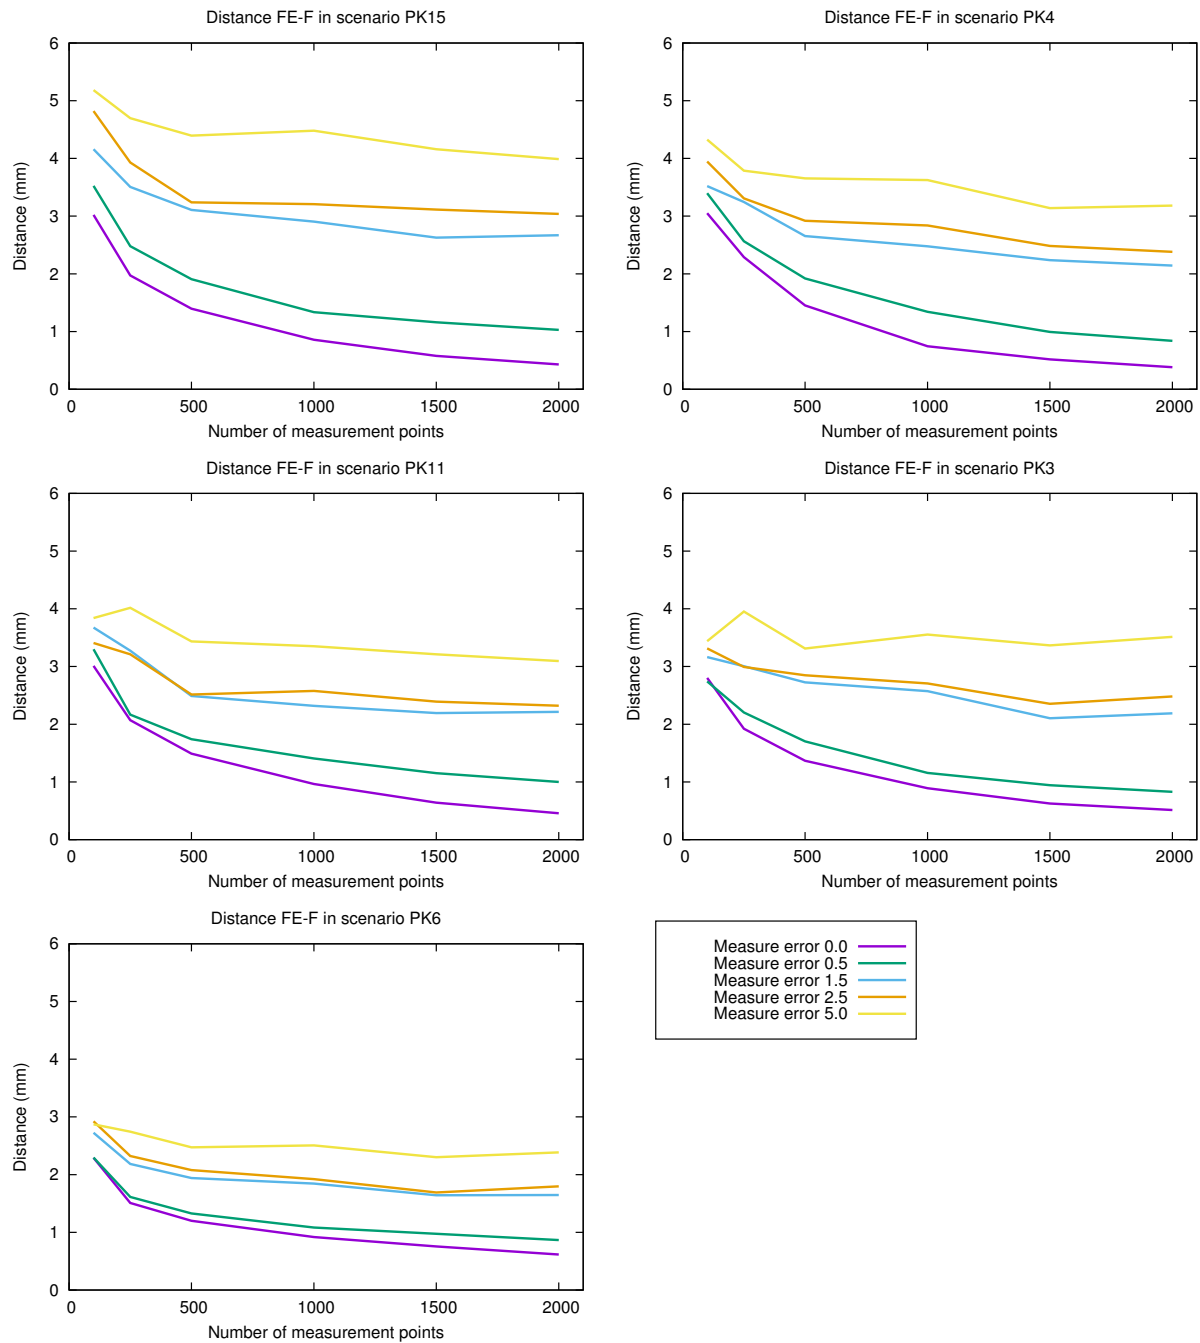 Distance FE-F in scenario PK15
6
5
4
3
2
1
0
Distance (mm)
0 500 1000 1500 2000
Number of measurement points
Distance FE-F in scenario PK4
6
5
4
3
2
1
0
Distance (mm)
0 500 1000 1500 2000
Number of measurement points
Distance FE-F in scenario PK11
6
5
4
3
2
1
0
Distance (mm)
0 500 1000 1500 2000
Number of measurement points
Distance FE-F in scenario PK3
6
5
4
3
2
1
0
Distance (mm)
0 500 1000 1500 2000
Number of measurement points
Distance FE-F in scenario PK6
6
5
4
3
2
1
0
Distance (mm)
0 500 1000 1500 2000
Number of measurement points
Measure error 0.0
Measure error 0.5
Measure error 1.5
Measure error 2.5
Measure error 5.0